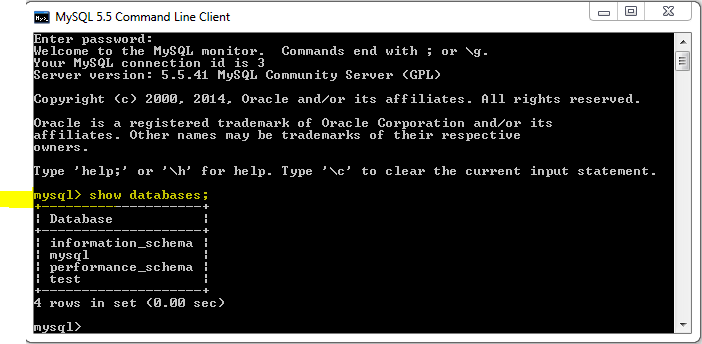 MySQL 5.5 Command Line Client
Enter password:
Welcome to the MySQL monitor.  Commands end with ; or \g.
Your MySQL connection id is 3
Server version: 5.5.41 MySQL Community Server (GPL)
Copyright (c) 2000, 2014, Oracle and/or its affiliates. All rights reserved.
Oracle is a registered trademark of Oracle Corporation and/or its
affiliates. Other names may be trademarks of their respective
owners.
Type 'help;' or '\h' for help. Type '\c' to clear the current input statement.
mysql> show databases;
+--------------------+
| Database           |
+--------------------+
| information_schema |
| mysql              |
| performance_schema |
| test               |
+--------------------+
4 rows in set (0.00 sec)
mysql>